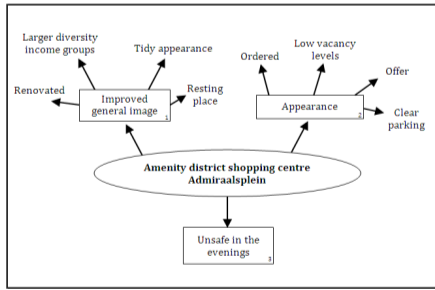 Larger diversity
income groups
Tidy appearance
Renovated
Improved
general image
1
Resting
place
Ordered
Low vacancy
levels
Offer
Appearance
2
Clear
parking
Amenity district shopping centre
Admiraalsplein
Unsafe in the
evenings
3